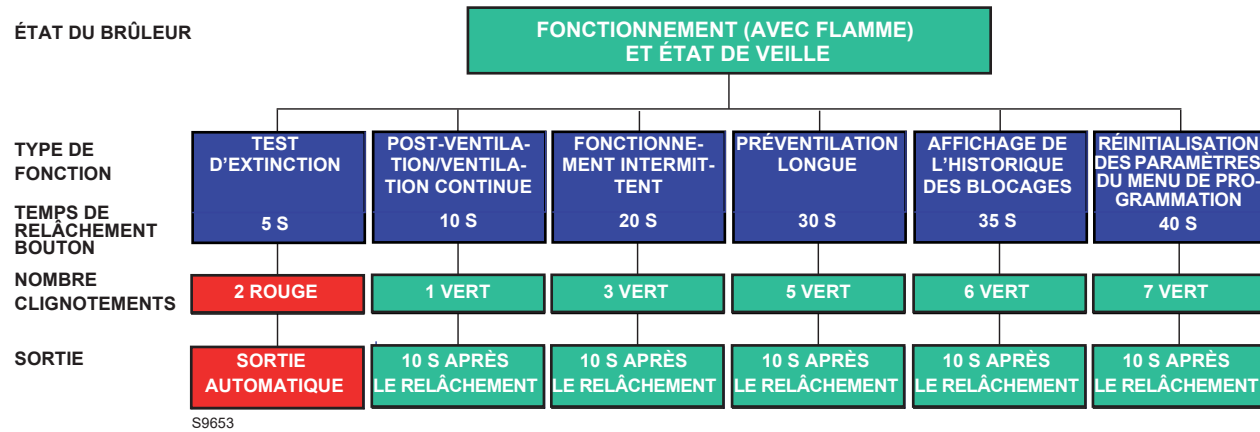 ÉTAT DU BRÛLEUR
FONCTIONNEMENT (AVEC FLAMME)
ET ÉTAT DE VEILLE
TYPE DE
FONCTION
TEST
D'EXTINCTION
POST-VENTILA-
TION/VENTILA-
TION CONTINUE
FONCTIONNE-
MENT INTERMIT-
TENT
PRÉVENTILATION
LONGUE
AFFICHAGE DE
L'HISTORIQUE
DES BLOCAGES
RÉINITIALISATION
DES PARAMÈTRES
DU MENU DE PRO-
GRAMMATION
TEMPS DE
RELÂCHEMENT
BOUTON
5 S
10 S
20 S
30 S
35 S
40 S
NOMBRE
CLIGNOTEMENTS
2 ROUGE
1 VERT
3 VERT
5 VERT
6 VERT
7 VERT
SORTIE
SORTIE
AUTOMATIQUE
10 S APRÈS
LE RELÂCHEMENT
10 S APRÈS
LE RELÂCHEMENT
10 S APRÈS
LE RELÂCHEMENT
10 S APRÈS
LE RELÂCHEMENT
10 S APRÈS
LE RELÂCHEMENT
S9653